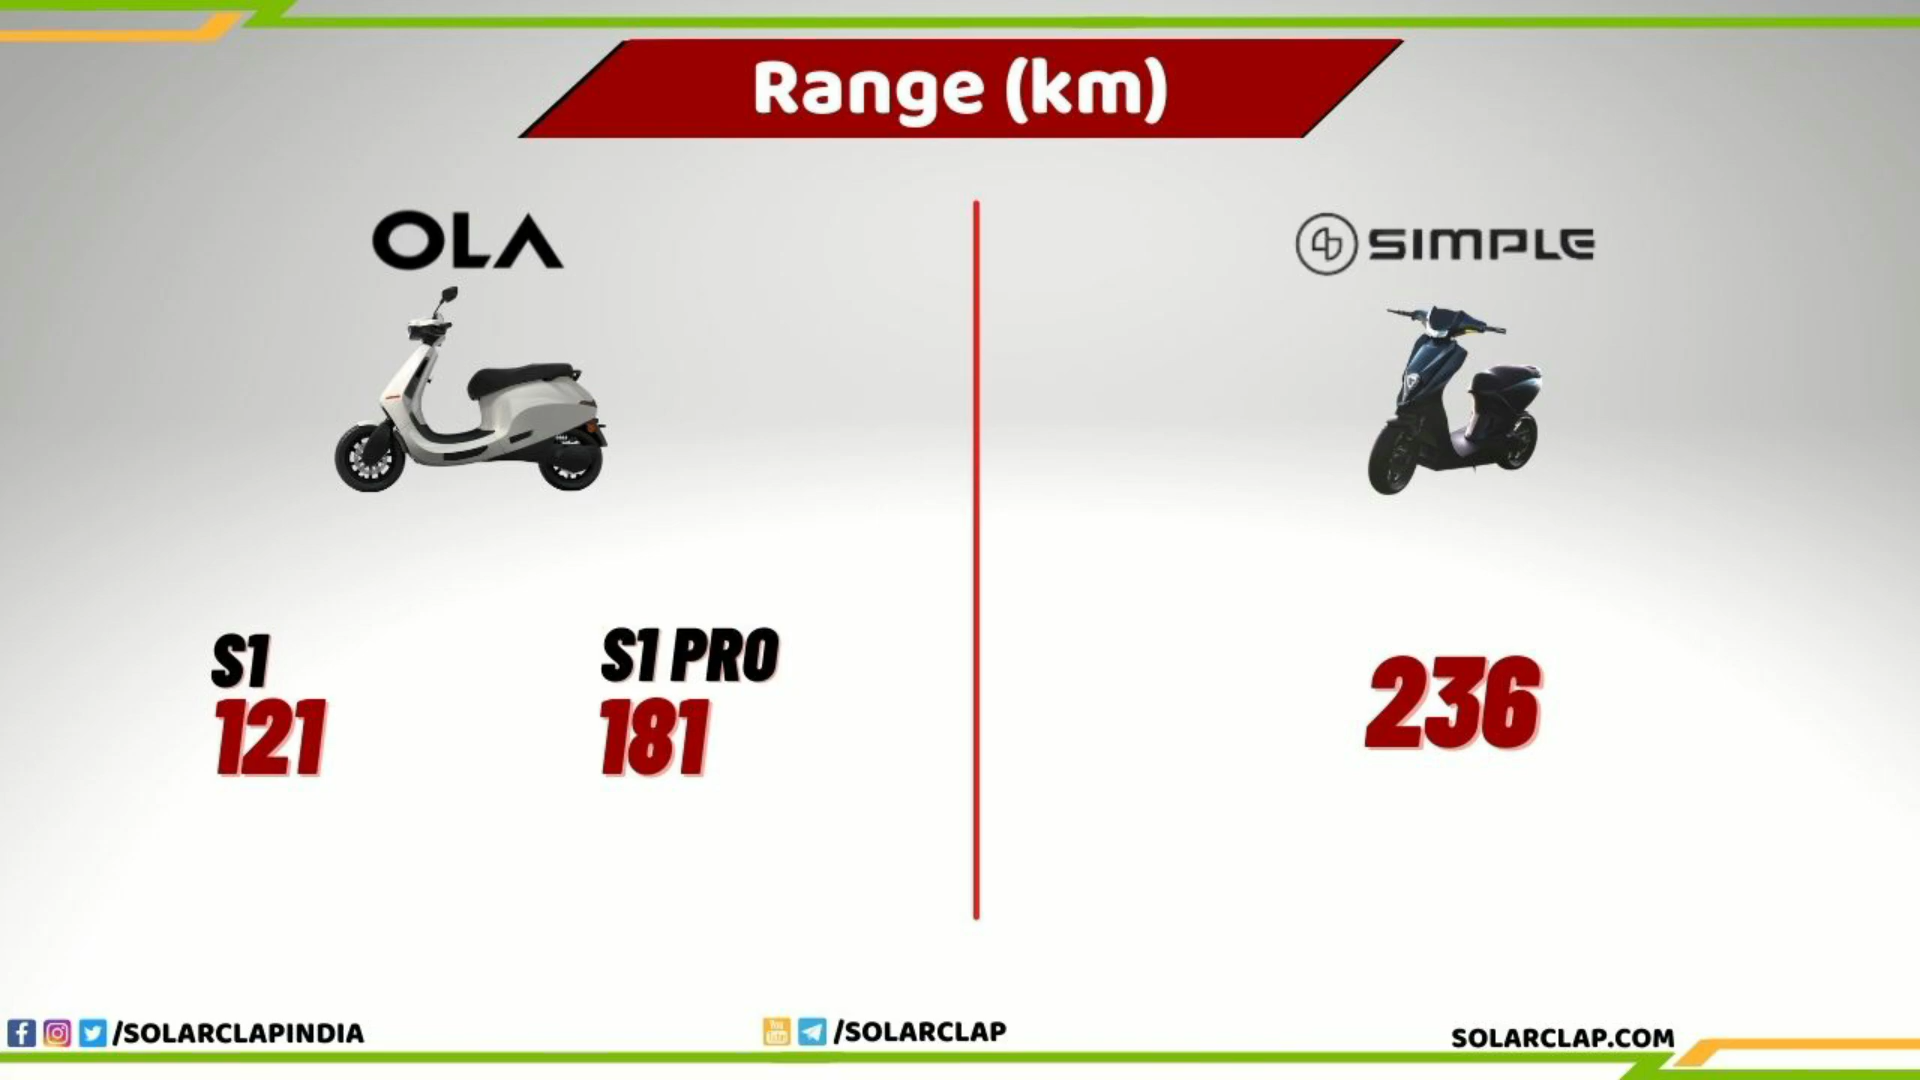 Range (km)
OLA
SIMPLE
S1
121
S1 PRO
181
236
/SOLARCLAPINDIA
/SOLARCLAP
SOLARCLAP.COM